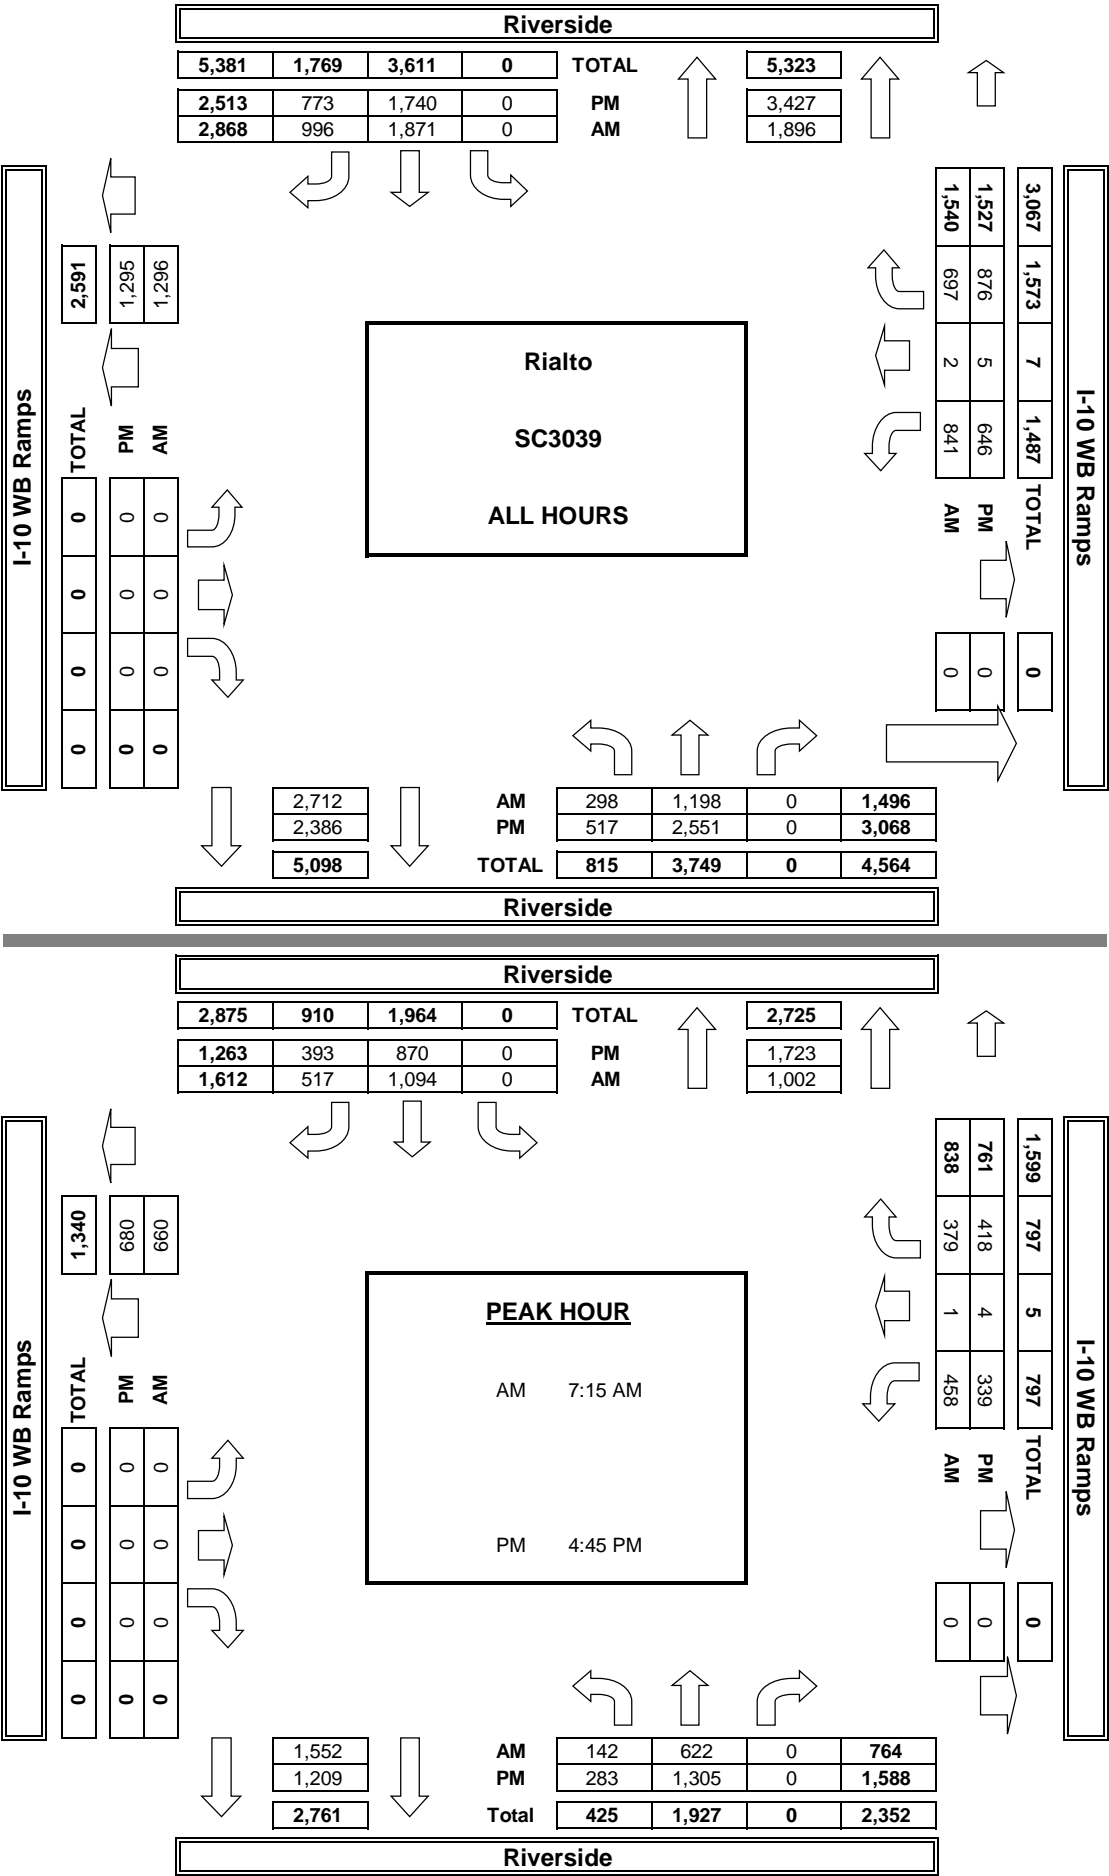 Riverside
5,381 1,769 3,611 0 TOTAL 5,323
2,513 773 1,740 0 PM 3,427
2,868 996 1,871 0 AM 1,896
I-10 WB Ramps
2,591 1,295 1,296
TOTAL PM AM
0 0 0
0 0 0
0 0 0
0 0 0
Rialto
SC3039
ALL HOURS
1,540 1,527 3,067
697 876 1,573
2 5 7
841 646 1,487
AM PM TOTAL
0 0 0
I-10 WB Ramps
2,712 AM 298 1,198 0 1,496
2,386 PM 517 2,551 0 3,068
5,098 TOTAL 815 3,749 0 4,564
Riverside
Riverside
2,875 910 1,964 0 TOTAL 2,725
1,263 393 870 0 PM 1,723
1,612 517 1,094 0 AM 1,002
I-10 WB Ramps
1,340 680 660
TOTAL PM AM
0 0 0
0 0 0
0 0 0
0 0 0
PEAK HOUR
AM 7:15 AM
PM 4:45 PM
838 761 1,599
379 418 797
1 4 5
458 339 797
AM PM TOTAL
0 0 0
I-10 WB Ramps
1,552 AM 142 622 0 764
1,209 PM 283 1,305 0 1,588
2,761 Total 425 1,927 0 2,352
Riverside